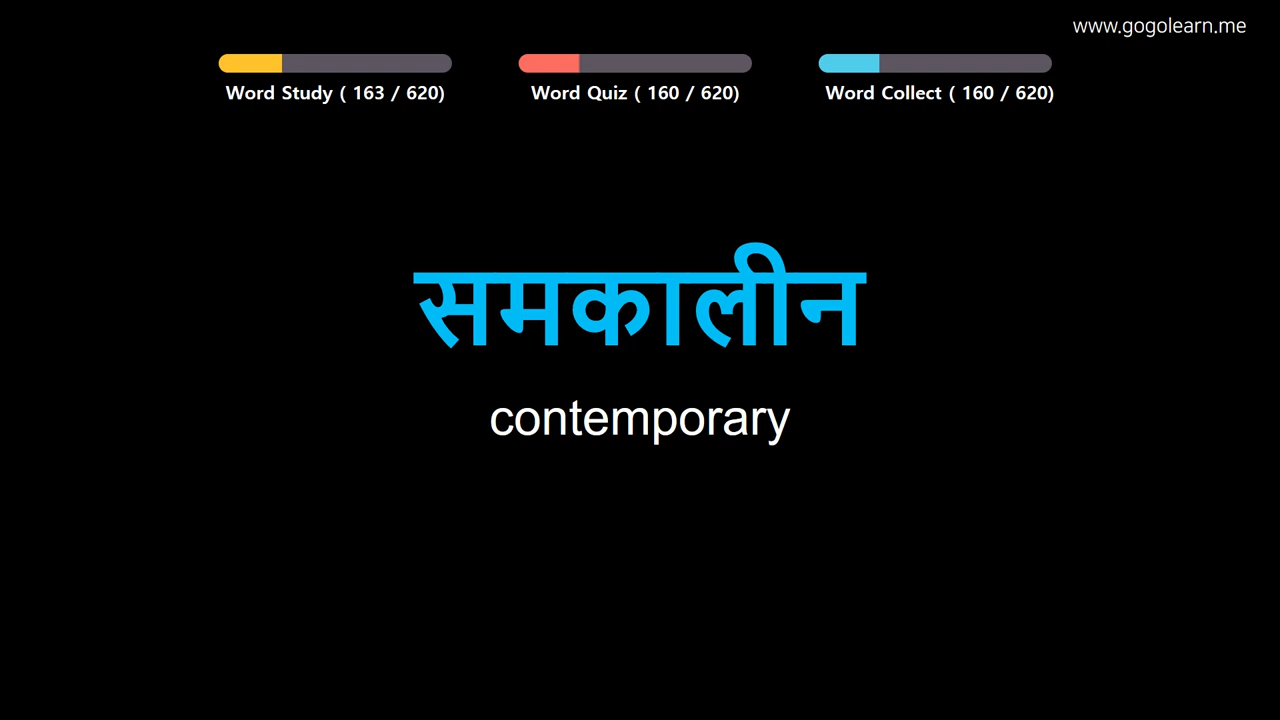 www.gogolearn.me
Word Study ( 163 / 620)
Word Quiz ( 160 / 620)
Word Collect ( 160 / 620)
समकालीन
contemporary